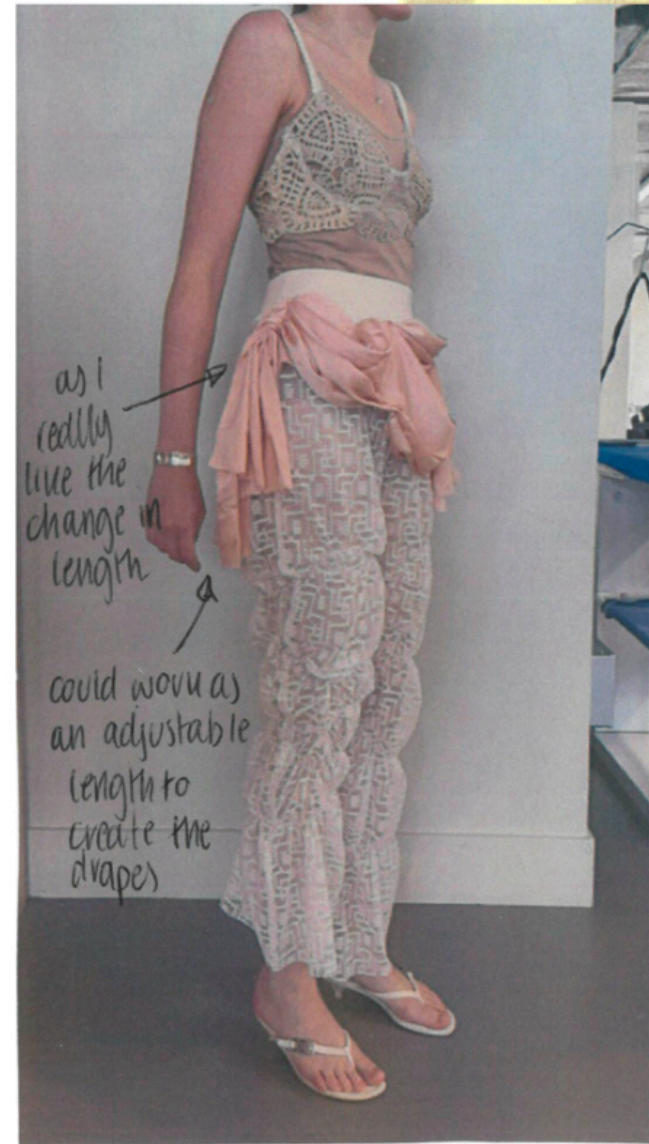 as I
really
like the
change in
length
could work as
an adjustable
length to
create the
drapes